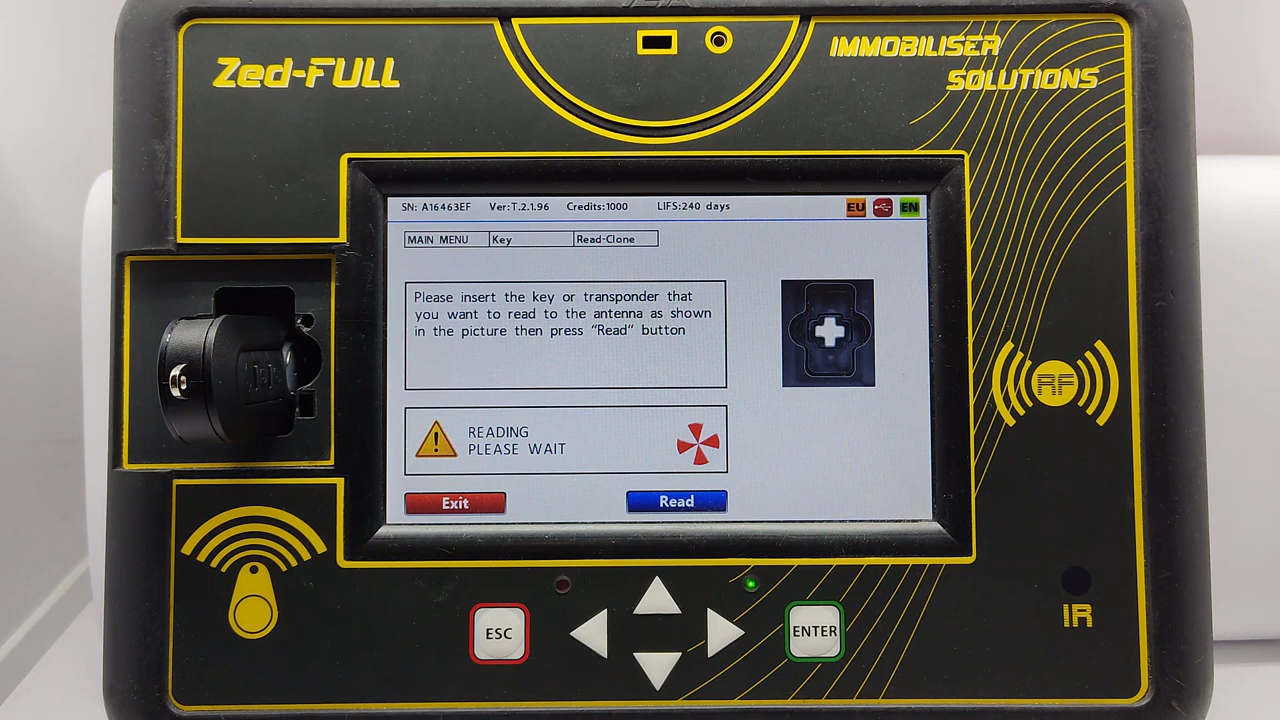 Zed-FULL
IMMOBILISER
SOLUTIONS
SN: A16463EF Ver:T.2.1.96 Credits:1000 LIFS:240 days EU EN
MAIN MENU Key Read-Clone
Please insert the key or transponder that
you want to read to the antenna as shown
in the picture then press "Read" button
READING
PLEASE WAIT
Exit Read
RF
ESC ENTER
IR